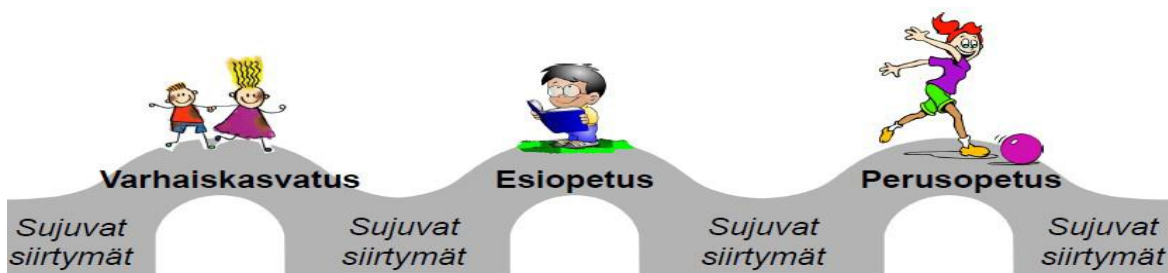 Varhaiskasvatus
Esiopetus
Perusopetus
Sujuvat
siirtymät
Sujuvat
siirtymät
Sujuvat
siirtymät
Sujuvat
siirtymät